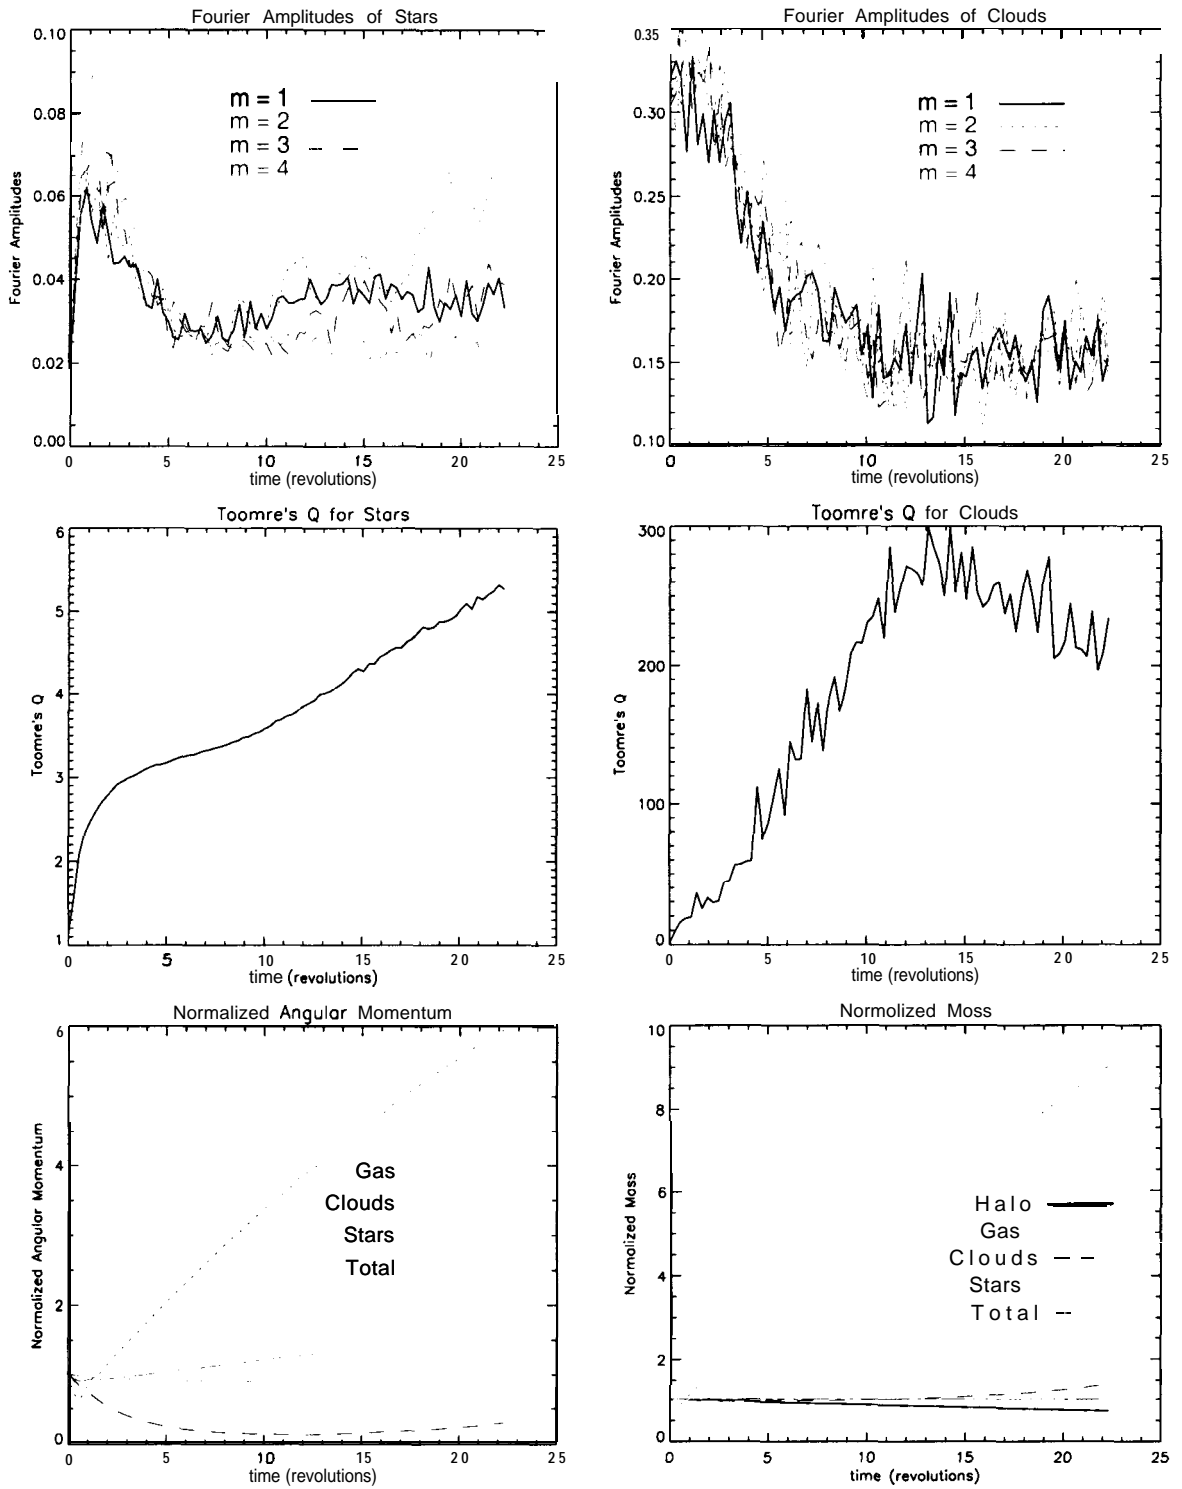 Fourier Amplitudes of Stars
0.10
0.08
0.06
0.04
0.02
0.00
Fourier Amplitudes
m = 1
m = 2
m = 3
m = 4
0 5 10 15 20 25
time (revolutions)
Fourier Amplitudes of Clouds
0.35
0.30
0.25
0.20
0.15
0.10
Fourier Amplitudes
m = 1
m = 2
m = 3
m = 4
0 5 10 15 20 25
time (revolutions)
Toomre's Q for Stars
6
5
4
3
2
1
Toomre's Q
0 5 10 15 20 25
time (revolutions)
Toomre's Q for Clouds
300
200
100
0
Toomre's Q
0 5 10 15 20 25
time (revolutions)
Normalized Angular Momentum
6
4
2
0
Normalized Angular Momentum
Gas
Clouds
Stars
Total
0 5 10 15 20 25
time (revolutions)
Normolized Moss
10
8
6
4
2
0
Normalized Mass
Halo
Gas
Clouds
Stars
Total
0 5 10 15 20 25
time (revolutions)